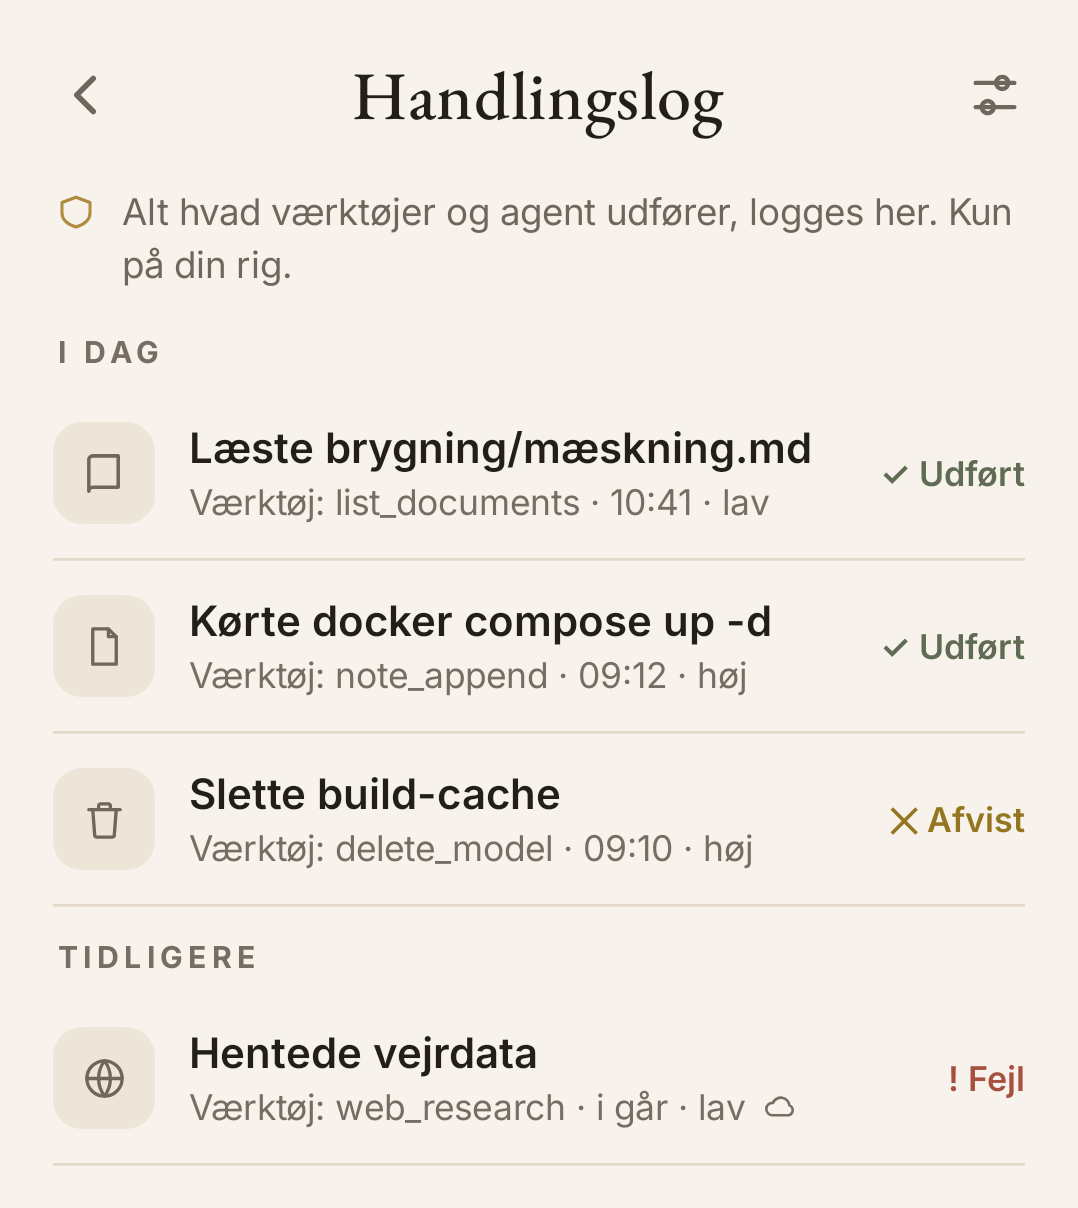 Handlingslog
Alt hvad værktøjer og agent udfører, logges her. Kun
på din rig.
I DAG
Læste brygning/mæskning.md
Værktøj: list_documents · 10:41 · lav
Udført
Kørte docker compose up -d
Værktøj: note_append · 09:12 · høj
Udført
Slette build-cache
Værktøj: delete_model · 09:10 · høj
Afvist
TIDLIGERE
Hentede vejrdata
Værktøj: web_research · i går · lav
! Fejl